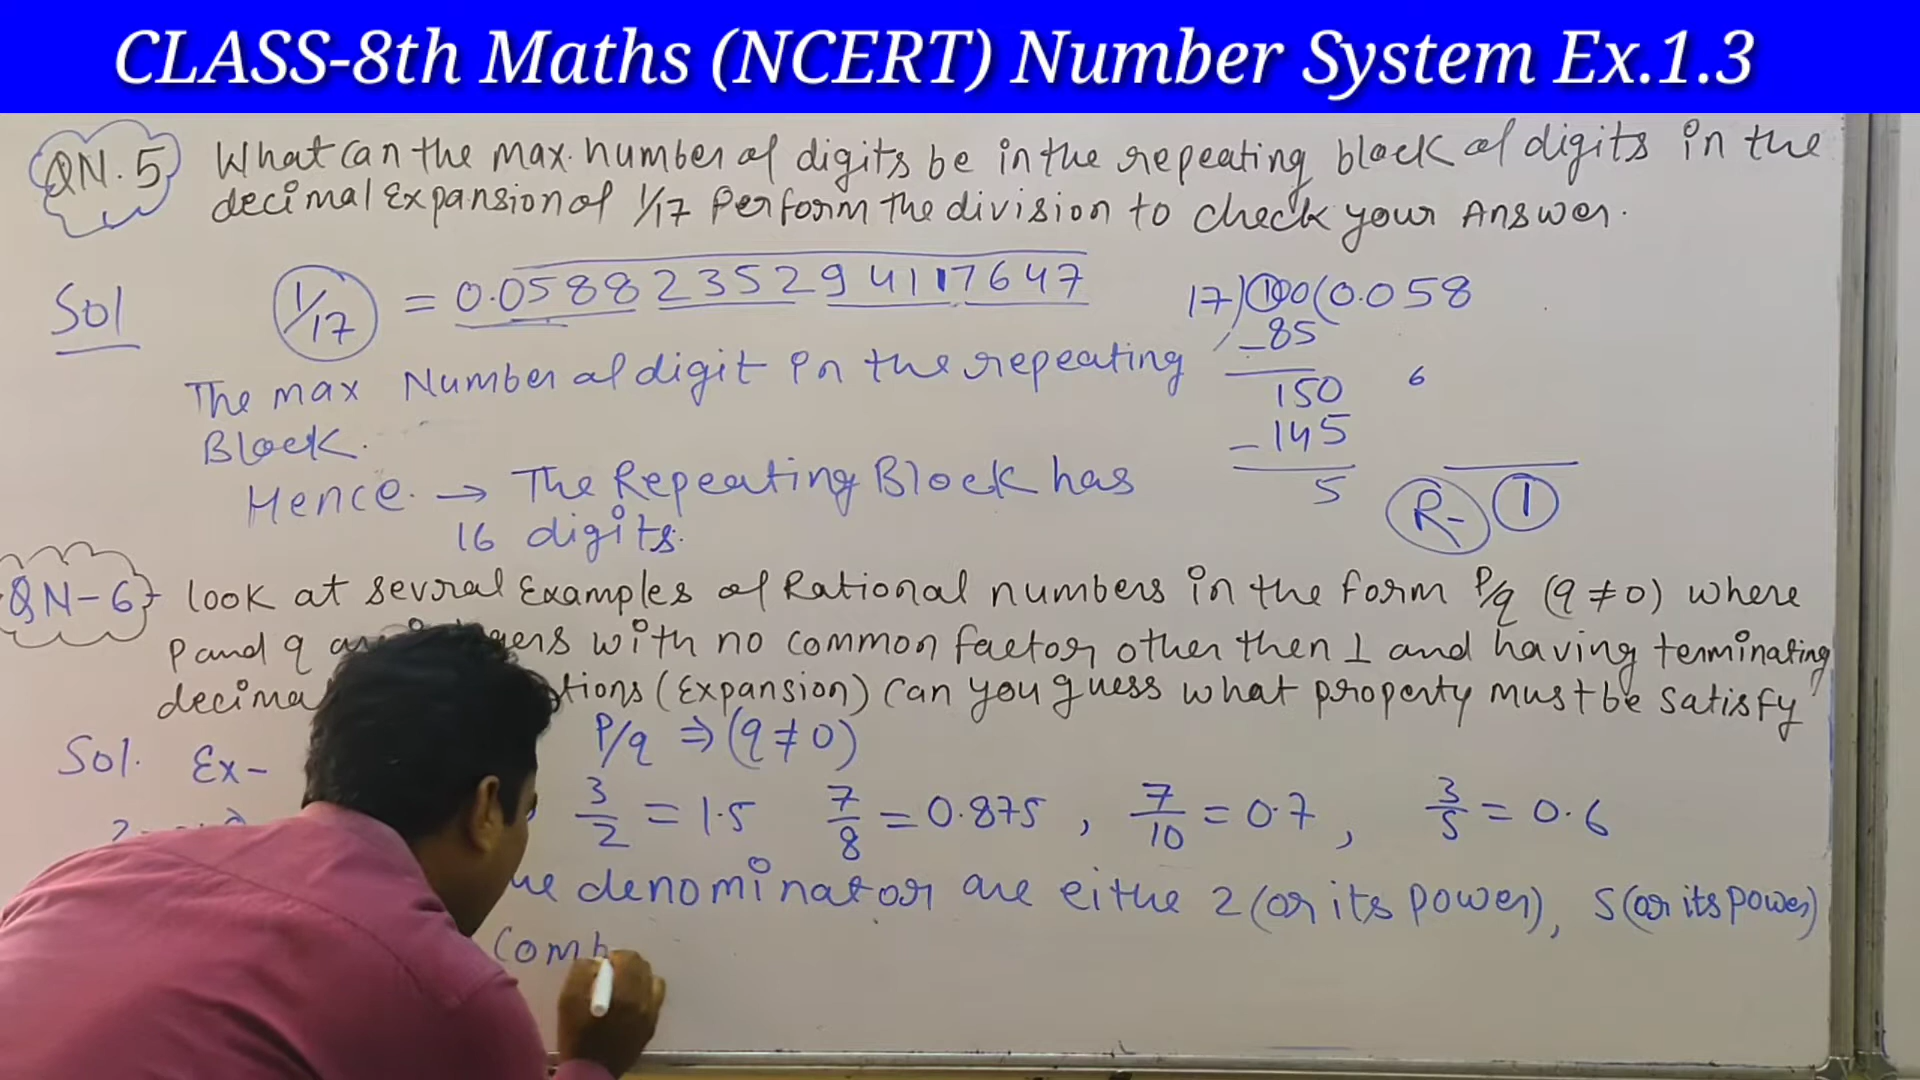 CLASS-8th Maths (NCERT) Number System Ex.1.3
QN.5 What can the max. number of digits be in the repeating block of digits in the
decimal Expansion of 1/17 Perform the division to check your Answer.
Sol 1/17 = 0.0588235294117647
17)100(0.058
-85
150 6
-145
5 R- 1
The max Number of digit in the repeating
Block.
Hence. → The Repeating Block has
16 digits.
QN-6 look at sevral Examples of Rational numbers in the form P/q (q ≠ 0) where
p and q with no common factor other then 1 and having terminating
(Expansion) can you guess what property must be satisfy
Sol. Ex- P/q ⇒ (q ≠ 0)
3/2 = 1.5 7/8 = 0.875 , 7/10 = 0.7 , 3/5 = 0.6
denominator are eithe 2 (or its power), 5 (or its power)
Comb